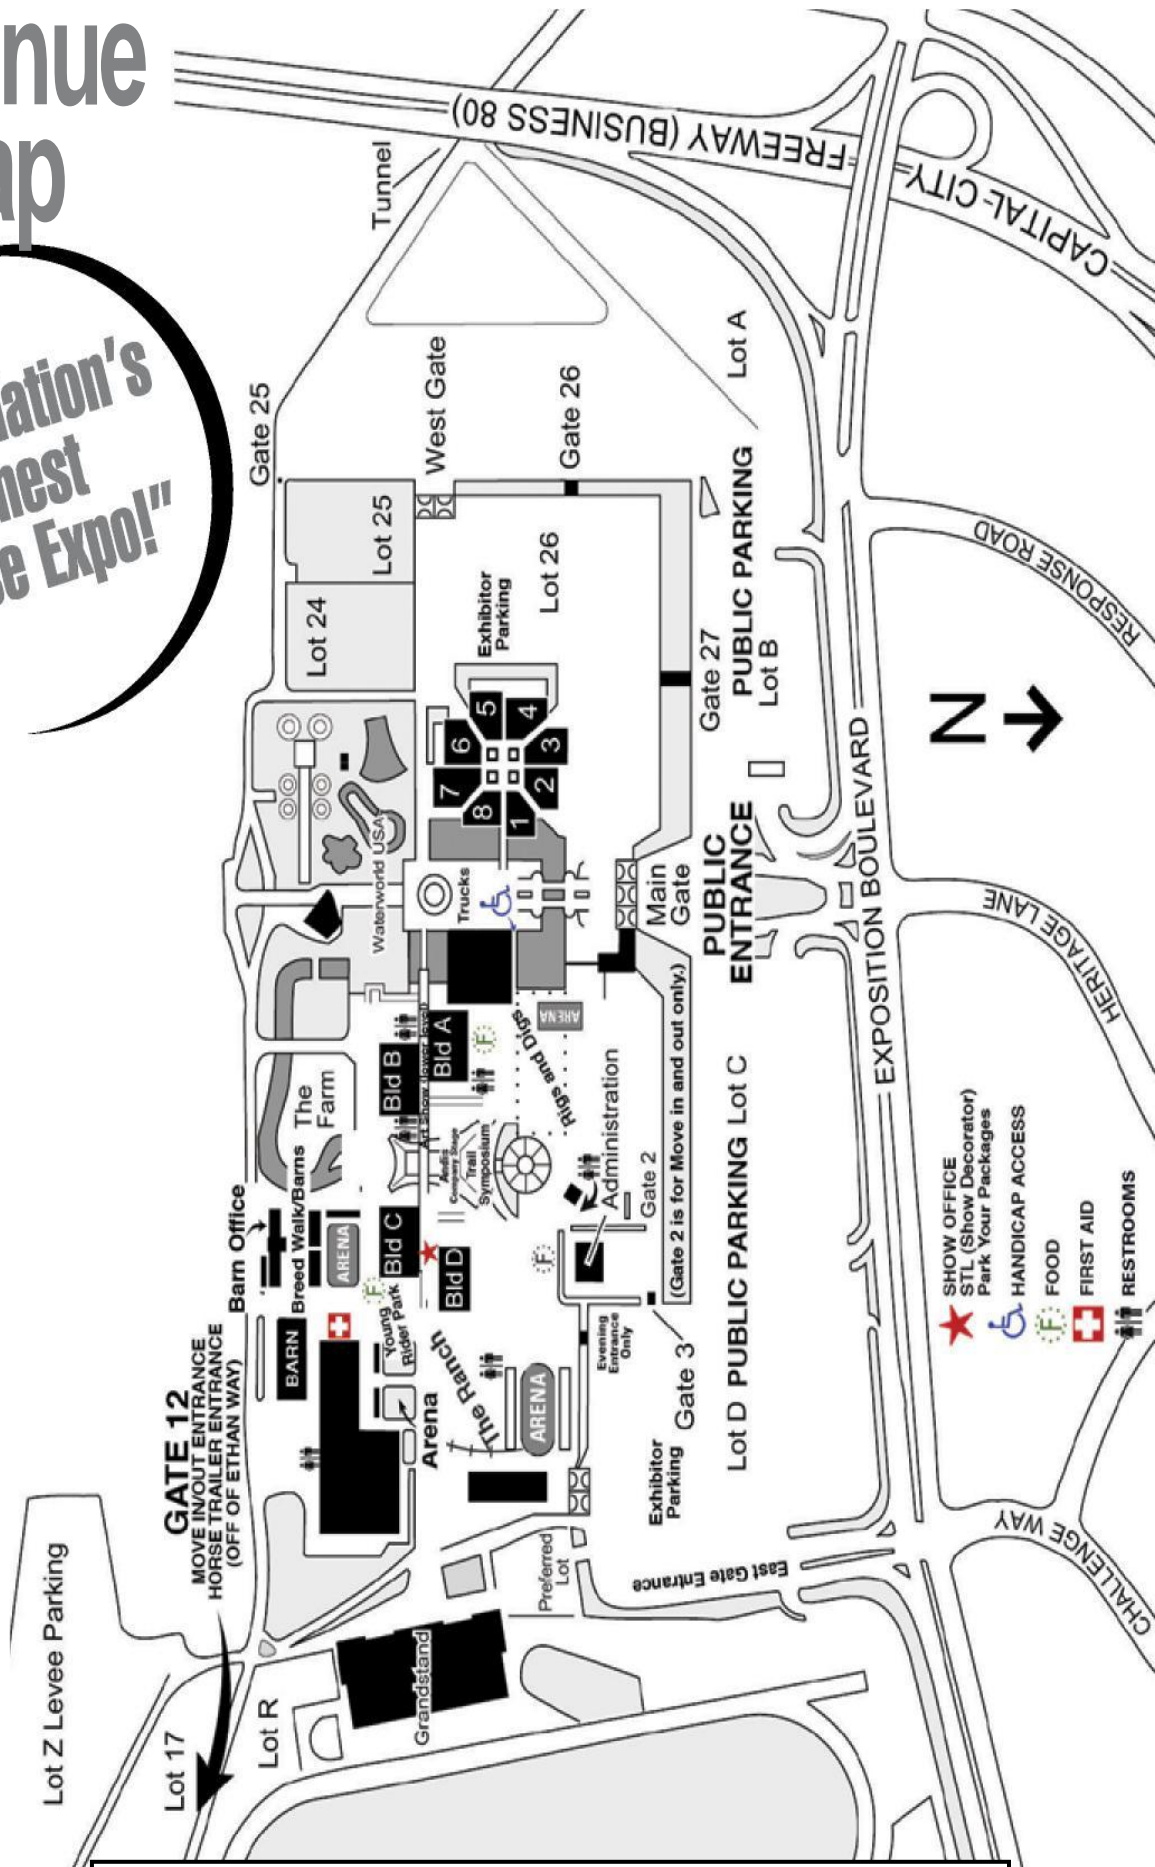 nue
ap
ation's
nest
e Expo!"
Tunnel
FREEWAY (BUSINESS 80)
CAPITAL CITY
Gate 25
West Gate
Gate 26
Lot A
Lot 25
Lot 24
Exhibitor
Parking
Lot 26
PUBLIC PARKING
Lot B
Gate 27
RESPONSE ROAD
N
5
4
6
3
7
2
8
1
Waterworld USA
Trucks
Main
Gate
PUBLIC
ENTRANCE
EXPOSITION BOULEVARD
HERITAGE LANE
(Gate 2 is for Move in and out only.)
ARENA
Rigs and Digs
Bld A
Bld B
Art Show (lower level)
The
Farm
Andis
Company Stage
Trail
Symposium
Administration
Gate 2
Lot D PUBLIC PARKING Lot C
Barn Office
Breed Walk/Barns
ARENA
Bld C
Bld D
Young
Rider Park
BARN
The Ranch
Arena
ARENA
Evening
Entrance
Only
Gate 3
Exhibitor
Parking
GATE 12
MOVE IN/OUT ENTRANCE
HORSE TRAILER ENTRANCE
(OFF OF ETHAN WAY)
Preferred
Lot
East Gate Entrance
CHALLENGE WAY
Lot Z Levee Parking
Lot 17
Lot R
Grandstand
SHOW OFFICE
STL (Show Decorator)
Park Your Packages
HANDICAP ACCESS
F
FOOD
FIRST AID
RESTROOMS
F
F
F